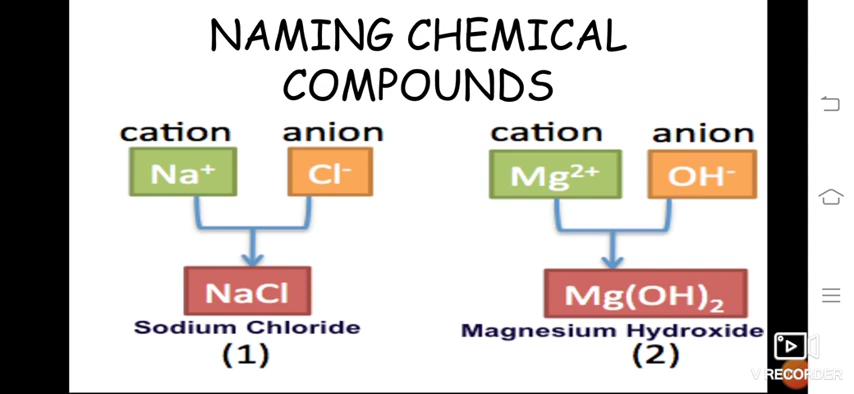 NAMING CHEMICAL
COMPOUNDS
cation anion
Na⁺ Cl⁻
NaCl
Sodium Chloride
(1)
cation anion
Mg²⁺ OH⁻
Mg(OH)₂
Magnesium Hydroxide
(2)
V RECORDER